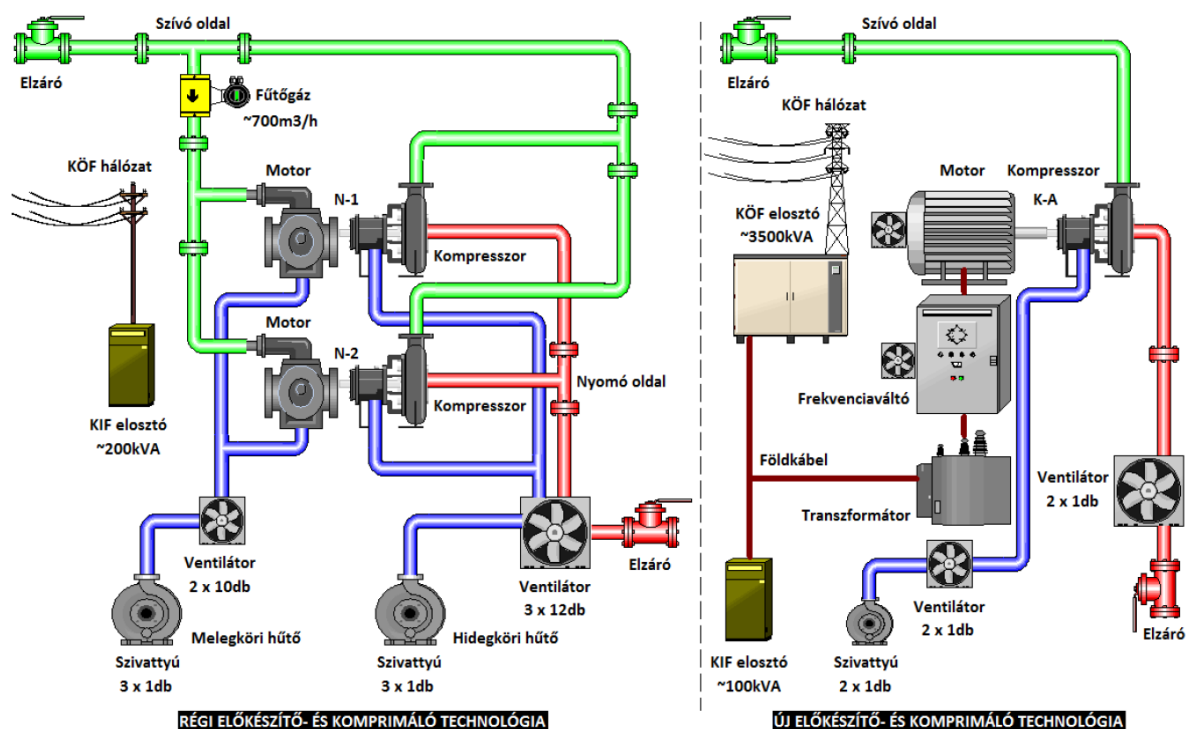 Szívó oldal
Elzáró
Fűtőgáz
~700m3/h
KÖF hálózat
Motor
N-1
Kompresszor
Motor
N-2
Kompresszor
Nyomó oldal
KIF elosztó
~200kVA
Ventilátor
2 x 10db
Melegköri hűtő
Szivattyú
3 x 1db
Ventilátor
3 x 12db
Hidegköri hűtő
Szivattyú
3 x 1db
Elzáró
RÉGI ELŐKÉSZÍTŐ- ÉS KOMPRIMÁLÓ TECHNOLÓGIA
Szívó oldal
Elzáró
KÖF hálózat
KÖF elosztó
~3500kVA
Motor
Kompresszor
K-A
Frekvenciaváltó
Földkábel
Transzformátor
Ventilátor
2 x 1db
Ventilátor
2 x 1db
KIF elosztó
~100kVA
Szivattyú
2 x 1db
Elzáró
ÚJ ELŐKÉSZÍTŐ- ÉS KOMPRIMÁLÓ TECHNOLÓGIA